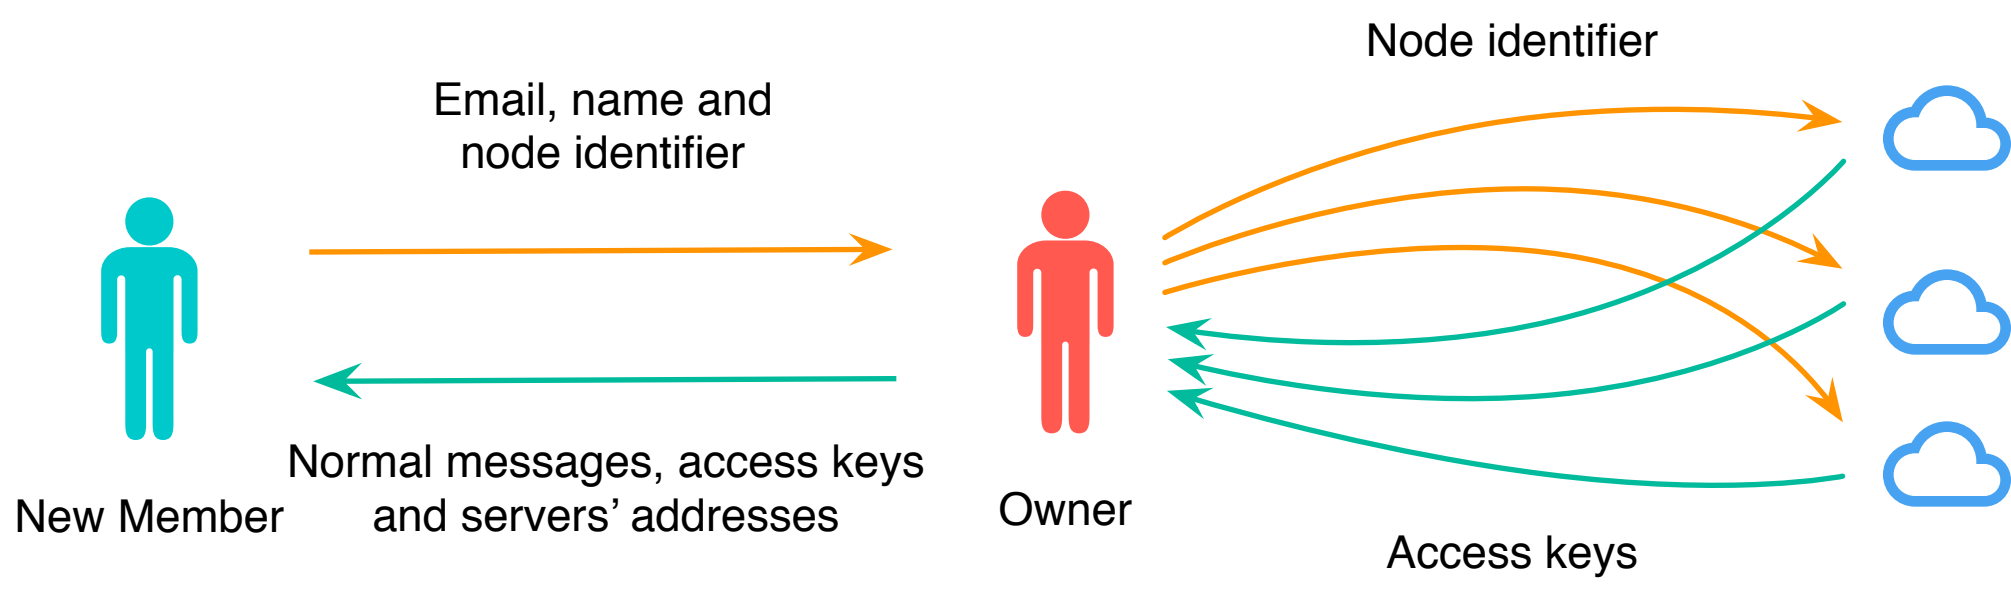 Node identifier
Email, name and
node identifier
Normal messages, access keys
and servers’ addresses
New Member
Owner
Access keys